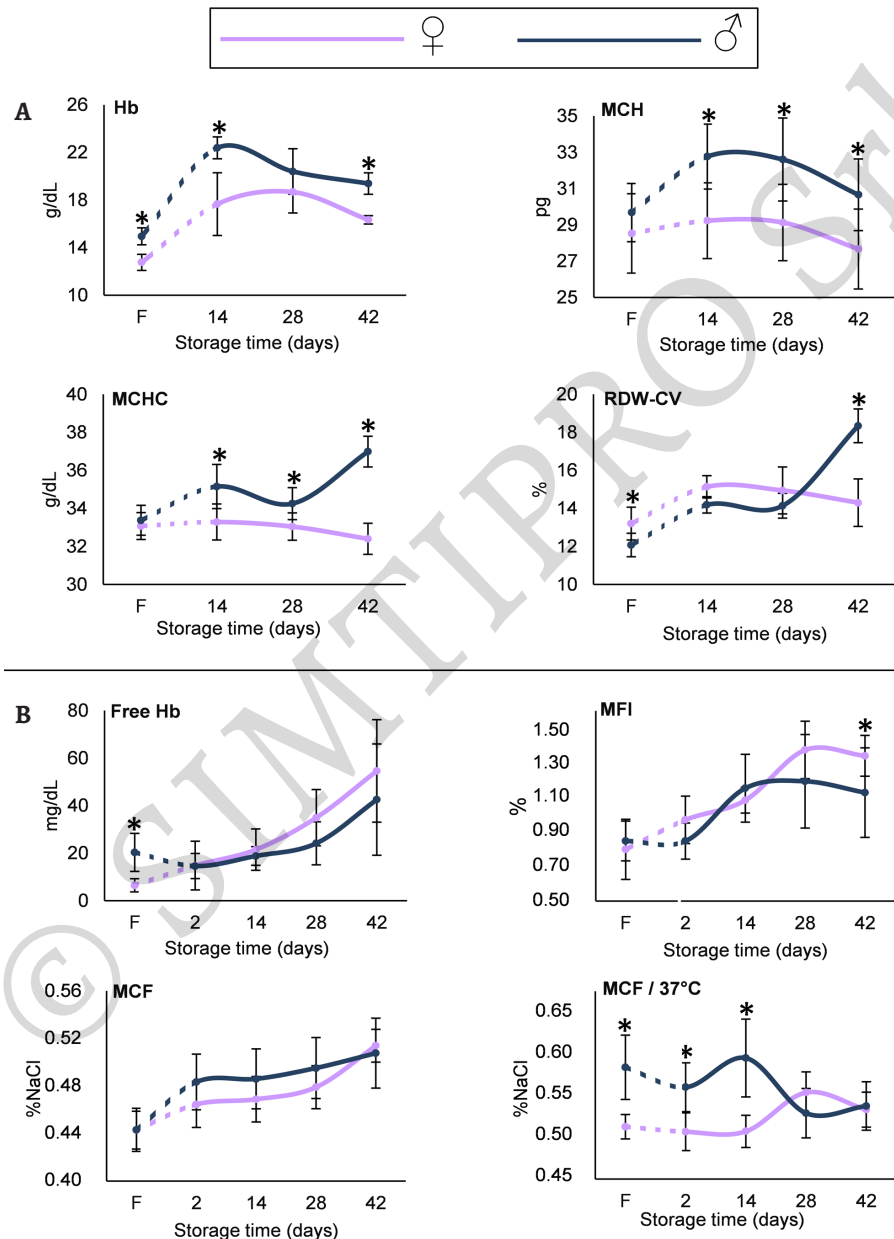 ♀ ♂
A
Hb
26
22
18
14
10
g/dL
* * *
F 14 28 42
Storage time (days)
MCH
35
33
31
29
27
25
pg
* * *
F 14 28 42
Storage time (days)
MCHC
40
38
36
34
32
30
g/dL
* * *
F 14 28 42
Storage time (days)
RDW-CV
20
18
16
14
12
10
%
* *
F 14 28 42
Storage time (days)
B
Free Hb
80
60
40
20
0
mg/dL
*
F 2 14 28 42
Storage time (days)
MFI
1.50
1.30
1.10
0.90
0.70
0.50
%
*
F 2 14 28 42
Storage time (days)
MCF
0.56
0.52
0.48
0.44
0.40
%NaCl
F 2 14 28 42
Storage time (days)
MCF / 37°C
0.65
0.60
0.55
0.50
0.45
%NaCl
* * *
F 2 14 28 42
Storage time (days)
© SIMTIPRO Srl